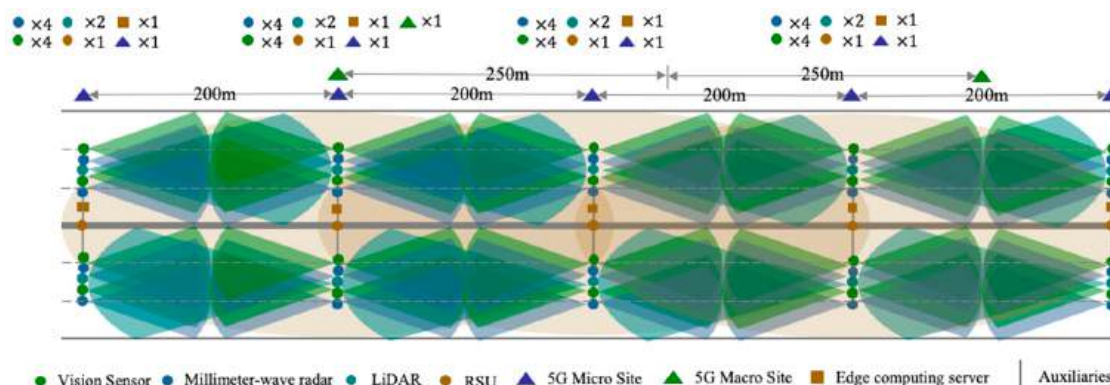 ×4 ×2 ×1 ×4 ×2 ×1 ×1 ×4 ×2 ×1 ×4 ×2 ×1
×4 ×1 ×1 ×4 ×1 ×1 ×4 ×1 ×1 ×4 ×1 ×1
250m 250m
200m 200m 200m 200m
Vision Sensor Millimeter-wave radar LiDAR RSU 5G Micro Site 5G Macro Site Edge computing server Auxiliaries